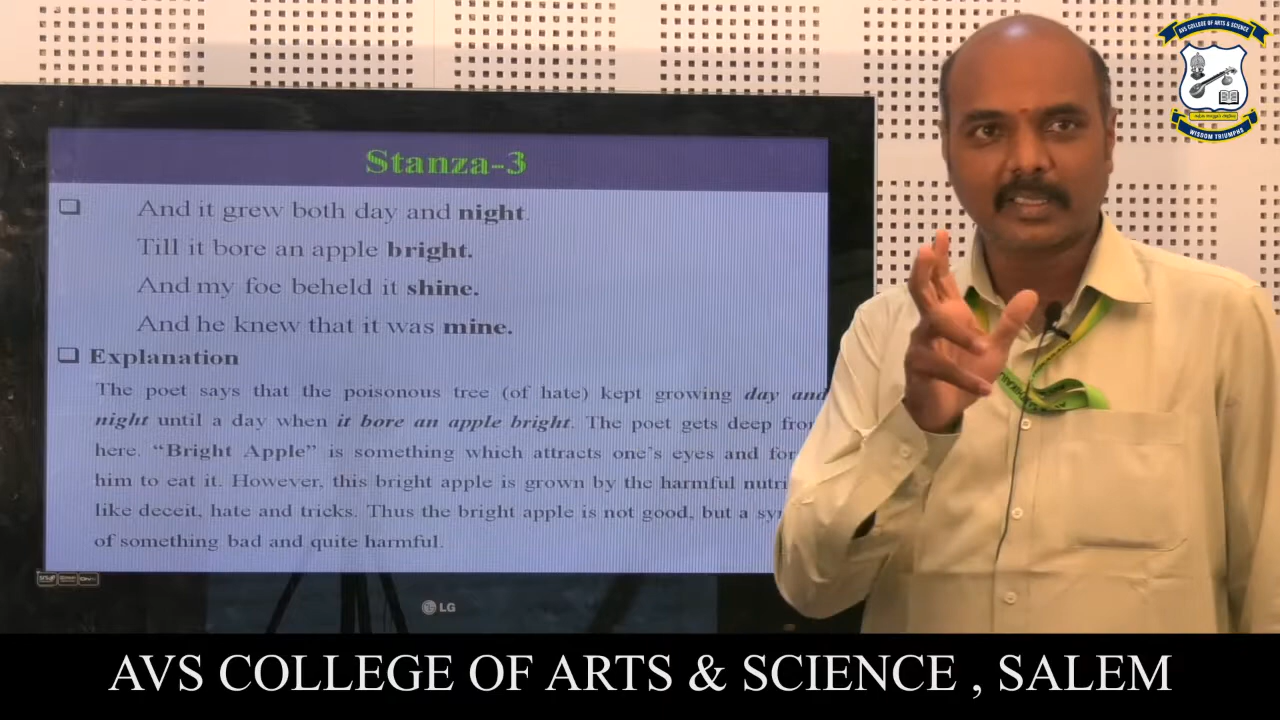 AVS COLLEGE OF ARTS & SCIENCE
WISDOM TRIUMPHS
Stanza-3
And it grew both day and night.
Till it bore an apple bright.
And my foe beheld it shine.
And he knew that it was mine.
Explanation
The poet says that the poisonous tree (of hate) kept growing day and
night until a day when it bore an apple bright. The poet gets deep
here. “Bright Apple” is something which attracts one's eyes and
him to eat it. However, this bright apple is grown by the harmful
like deceit, hate and tricks. Thus the bright apple is not good, but a
of something bad and quite harmful.
LG
AVS COLLEGE OF ARTS & SCIENCE , SALEM